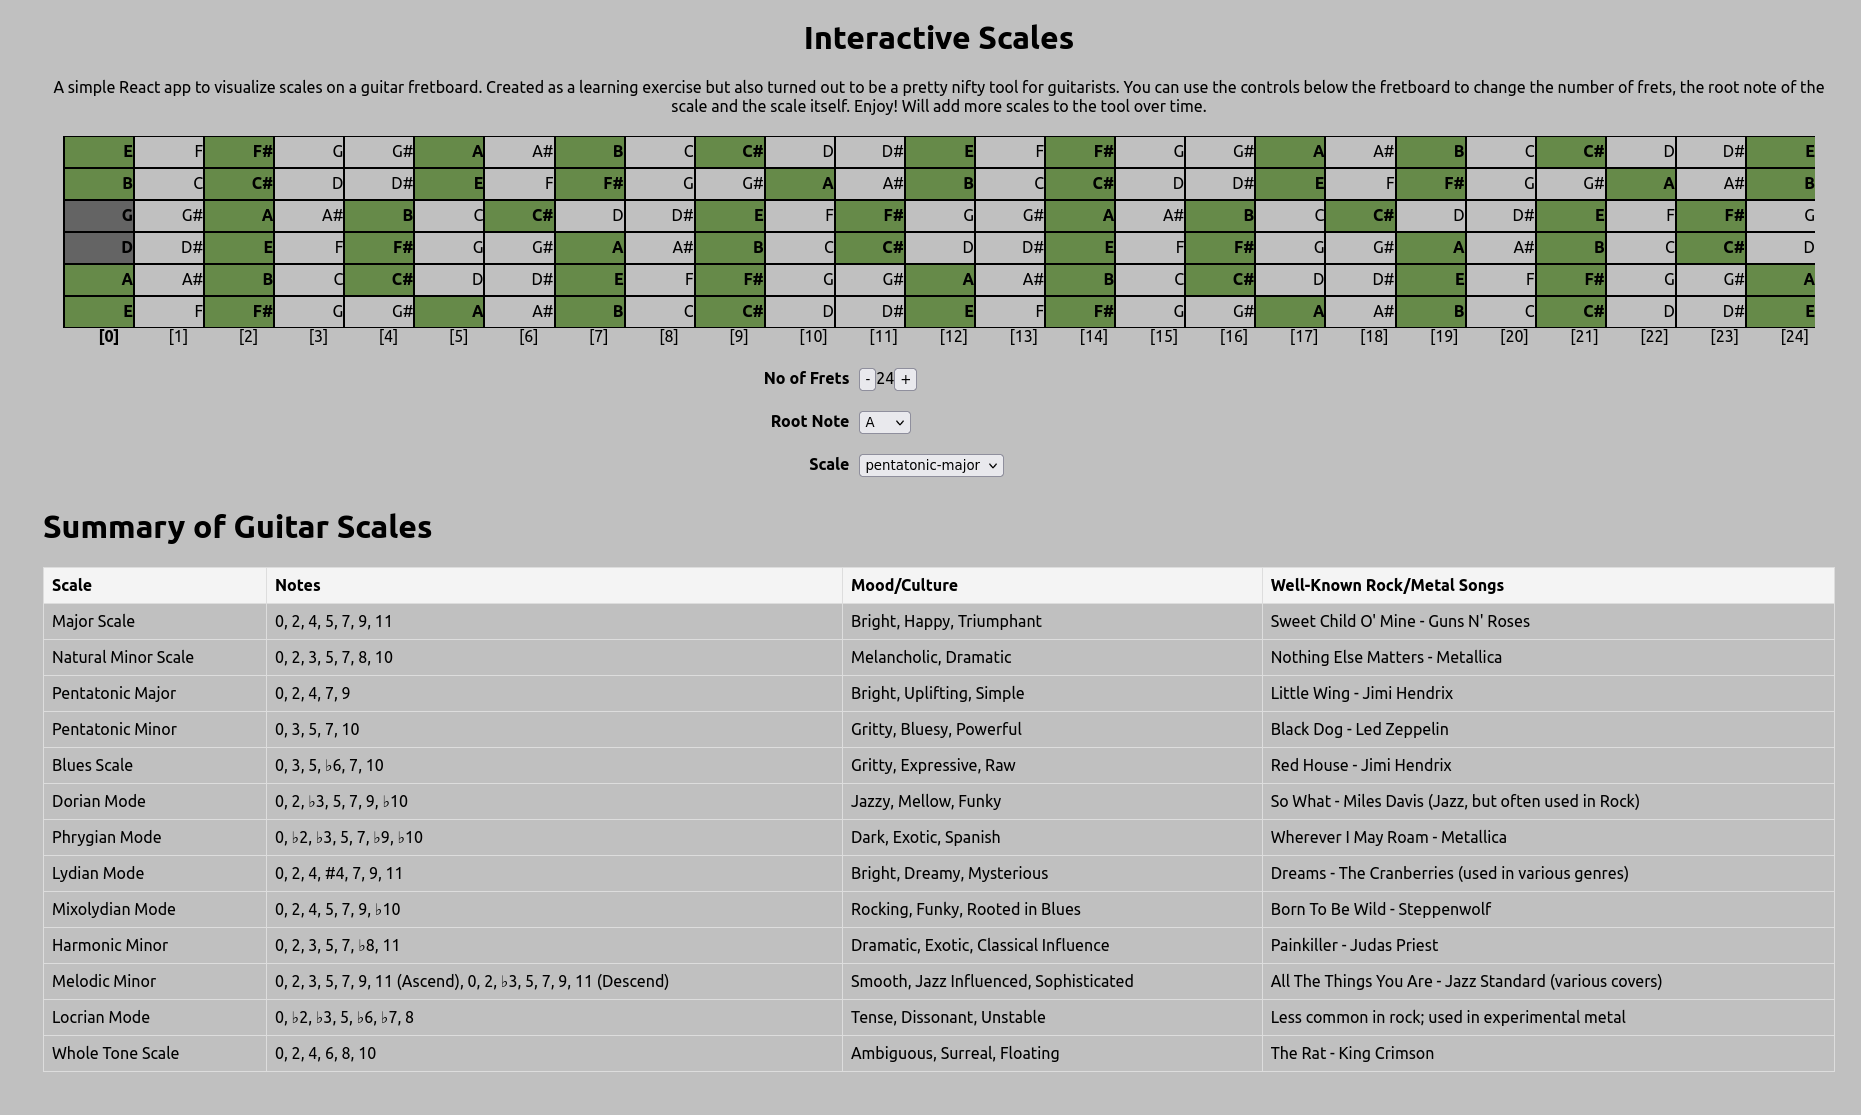 Interactive Scales
A simple React app to visualize scales on a guitar fretboard. Created as a learning exercise but also turned out to be a pretty nifty tool for guitarists. You can use the controls below the fretboard to change the number of frets, the root note of the
scale and the scale itself. Enjoy! Will add more scales to the tool over time.
E F F# G G# A A# B C C# D D# E F F# G G# A A# B C C# D D# E
B C C# D D# E F F# G G# A A# B C C# D D# E F F# G G# A A# B
G G# A A# B C C# D D# E F F# G G# A A# B C C# D D# E F F# G
D D# E F F# G G# A A# B C C# D D# E F F# G G# A A# B C C# D
A A# B C C# D D# E F F# G G# A A# B C C# D D# E F F# G G# A
E F F# G G# A A# B C C# D D# E F F# G G# A A# B C C# D D# E
[0] [1] [2] [3] [4] [5] [6] [7] [8] [9] [10] [11] [12] [13] [14] [15] [16] [17] [18] [19] [20] [21] [22] [23] [24]
No of Frets - 24 +
Root Note A
Scale pentatonic-major
Summary of Guitar Scales
Scale Notes Mood/Culture Well-Known Rock/Metal Songs
Major Scale 0, 2, 4, 5, 7, 9, 11 Bright, Happy, Triumphant Sweet Child O' Mine - Guns N' Roses
Natural Minor Scale 0, 2, 3, 5, 7, 8, 10 Melancholic, Dramatic Nothing Else Matters - Metallica
Pentatonic Major 0, 2, 4, 7, 9 Bright, Uplifting, Simple Little Wing - Jimi Hendrix
Pentatonic Minor 0, 3, 5, 7, 10 Gritty, Bluesy, Powerful Black Dog - Led Zeppelin
Blues Scale 0, 3, 5, ♭6, 7, 10 Gritty, Expressive, Raw Red House - Jimi Hendrix
Dorian Mode 0, 2, ♭3, 5, 7, 9, ♭10 Jazzy, Mellow, Funky So What - Miles Davis (Jazz, but often used in Rock)
Phrygian Mode 0, ♭2, ♭3, 5, 7, ♭9, ♭10 Dark, Exotic, Spanish Wherever I May Roam - Metallica
Lydian Mode 0, 2, 4, #4, 7, 9, 11 Bright, Dreamy, Mysterious Dreams - The Cranberries (used in various genres)
Mixolydian Mode 0, 2, 4, 5, 7, 9, ♭10 Rocking, Funky, Rooted in Blues Born To Be Wild - Steppenwolf
Harmonic Minor 0, 2, 3, 5, 7, ♭8, 11 Dramatic, Exotic, Classical Influence Painkiller - Judas Priest
Melodic Minor 0, 2, 3, 5, 7, 9, 11 (Ascend), 0, 2, ♭3, 5, 7, 9, 11 (Descend) Smooth, Jazz Influenced, Sophisticated All The Things You Are - Jazz Standard (various covers)
Locrian Mode 0, ♭2, ♭3, 5, ♭6, ♭7, 8 Tense, Dissonant, Unstable Less common in rock; used in experimental metal
Whole Tone Scale 0, 2, 4, 6, 8, 10 Ambiguous, Surreal, Floating The Rat - King Crimson